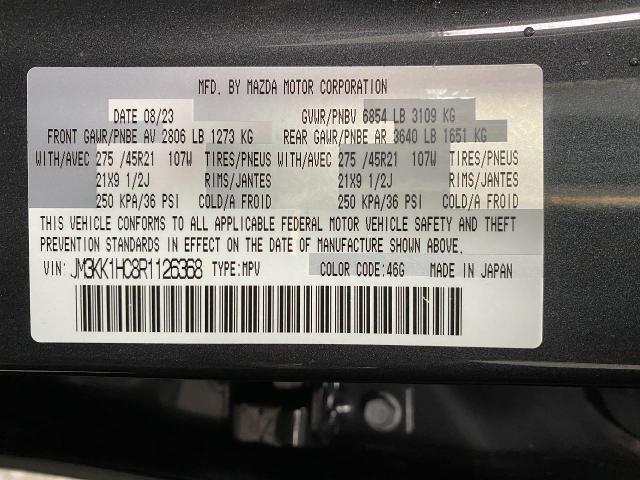 MFD. BY MAZDA MOTOR CORPORATION
DATE 08/23 GVWR/PNBV 6854 LB 3109 KG
FRONT GAWR/PNBE AV 2806 LB 1273 KG REAR GAWR/PNBE AR 3640 LB 1651 KG
WITH/AVEC 275 /45R21 107W TIRES/PNEUS WITH/AVEC 275 /45R21 107W TIRES/PNEUS
21X9 1/2J RIMS/JANTES 21X9 1/2J RIMS/JANTES
250 KPA/36 PSI COLD/A FROID 250 KPA/36 PSI COLD/A FROID
THIS VEHICLE CONFORMS TO ALL APPLICABLE FEDERAL MOTOR VEHICLE SAFETY AND THEFT
PREVENTION STANDARDS IN EFFECT ON THE DATE OF MANUFACTURE SHOWN ABOVE.
VIN: JM3KK1HC8R1126368 TYPE:MPV COLOR CODE:46G MADE IN JAPAN